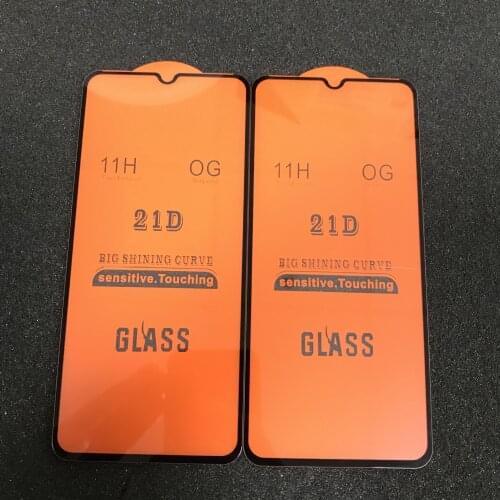 11H OG
21D
BIG SHINING CURVE
sensitive.Touching
GLASS
11H OG
21D
BIG SHINING CURVE
sensitive.Touching
GLASS